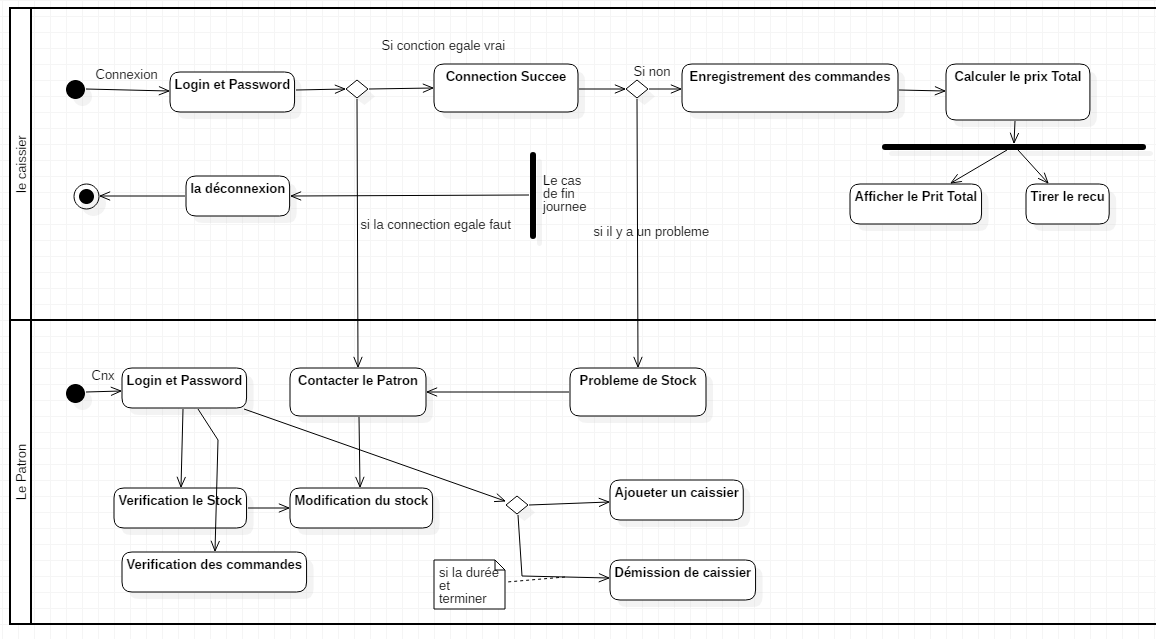 le caissier
Si conction egale vrai
Connexion
Login et Password
Connection Succee
Si non
Enregistrement des commandes
Calculer le prix Total
la déconnexion
Le cas
de fin
journee
Afficher le Prit Total
Tirer le recu
si la connection egale faut
si il y a un probleme
Le Patron
Cnx
Login et Password
Contacter le Patron
Probleme de Stock
Verification le Stock
Modification du stock
Ajoueter un caissier
Verification des commandes
si la durée
et
terminer
Démission de caissier